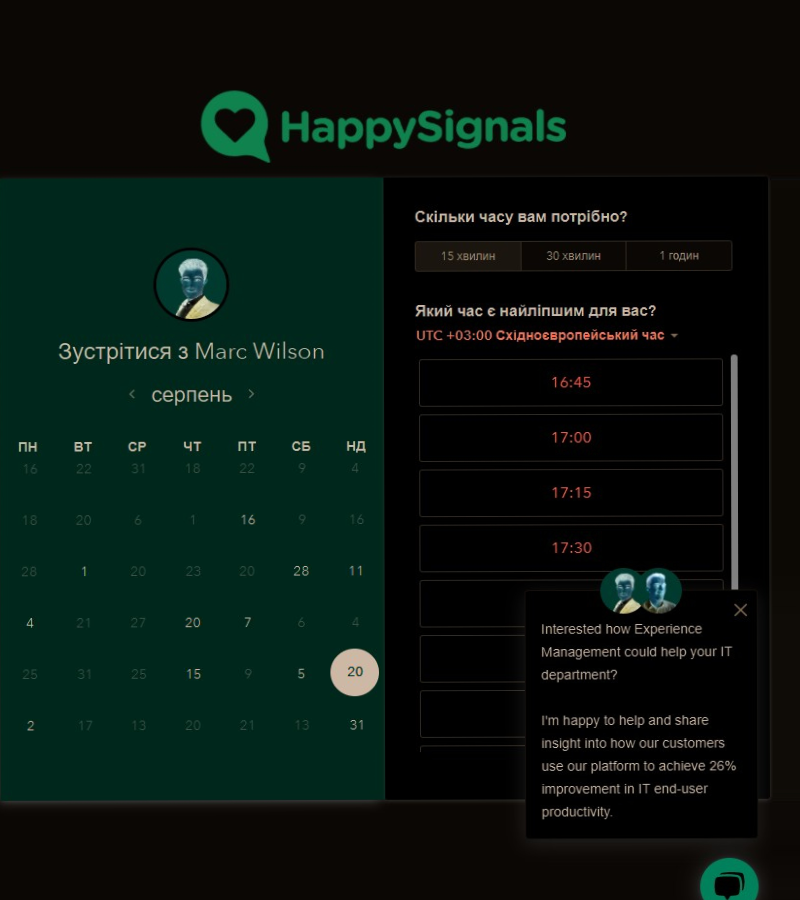 HappySignals
Зустрітися з Marc Wilson
серпень
ПН ВТ СР ЧТ ПТ СБ НД
16 22 31 18 22 9 4
18 20 6 1 16 9 16
28 1 20 23 20 28 11
4 21 27 20 7 6 4
25 31 25 15 9 5 20
2 17 13 20 21 13 31
Скільки часу вам потрібно?
15 хвилин 30 хвилин 1 годин
Який час є найліпшим для вас?
UTC +03:00 Східноєвропейський час
16:45
17:00
17:15
17:30
Interested how Experience
Management could help your IT
department?
I'm happy to help and share
insight into how our customers
use our platform to achieve 26%
improvement in IT end-user
productivity.